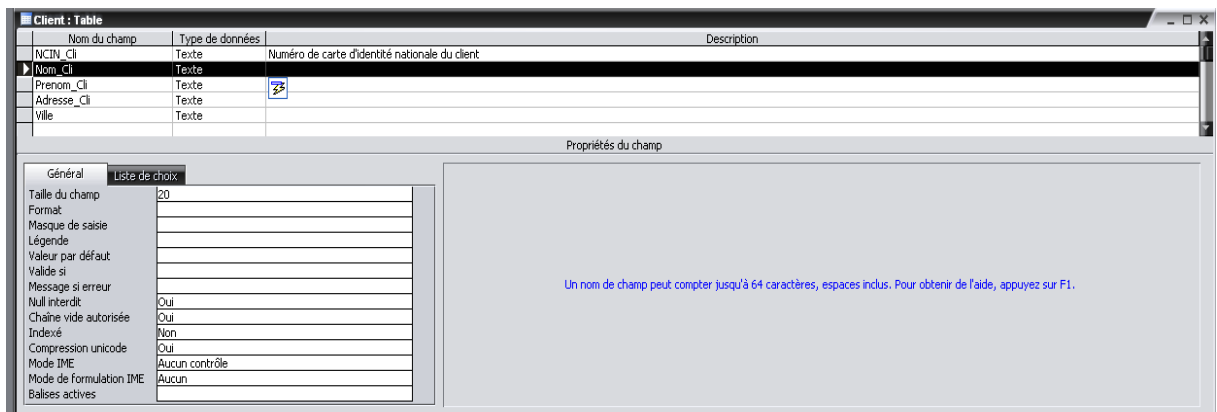 Client : Table
Nom du champ Type de données Description
NCIN_Cli Texte Numéro de carte d'identité nationale du client
Nom_Cli Texte
Prenom_Cli Texte
Adresse_Cli Texte
Ville Texte
Propriétés du champ
Général Liste de choix
Taille du champ 20
Format
Masque de saisie
Légende
Valeur par défaut
Valide si
Message si erreur
Null interdit Oui
Chaîne vide autorisée Oui
Indexé Non
Compression unicode Oui
Mode IME Aucun contrôle
Mode de formulation IME Aucun
Balises actives
Un nom de champ peut compter jusqu'à 64 caractères, espaces inclus. Pour obtenir de l'aide, appuyez sur F1.